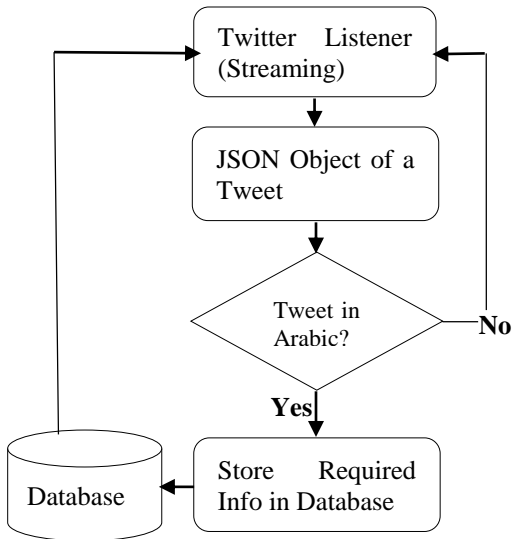 Twitter Listener
(Streaming)
JSON Object of a
Tweet
Tweet in
Arabic?
No
Yes
Store Required
Info in Database
Database